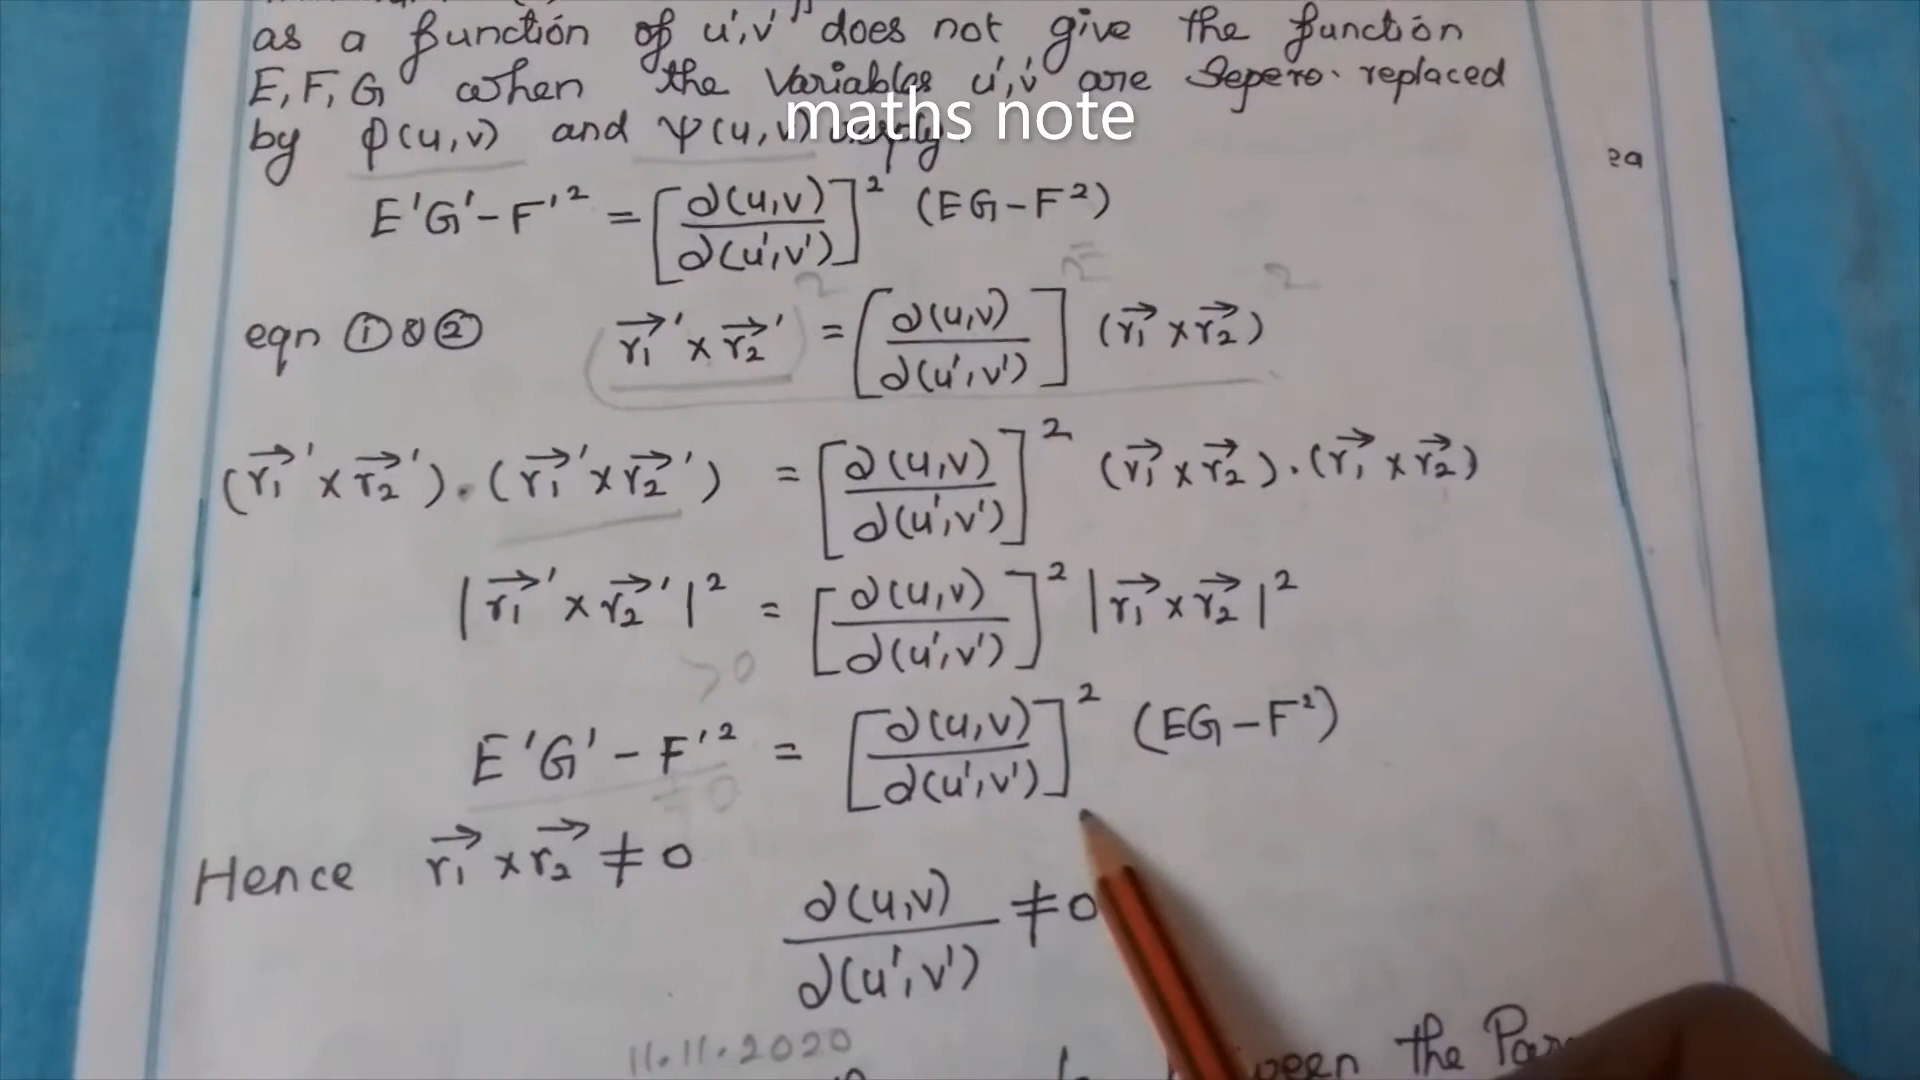 as a function of u',v' does not give the function
E, F, G when the Variables u',v' are Sepera. replaced
by φ(u,v) and ψ(u,v)
maths note
E'G' - F'² = [∂(u,v)/∂(u',v')]² (EG - F²)
eqn ① & ② r₁⃗' × r₂⃗' = [∂(u,v)/∂(u',v')] (r₁⃗ × r₂⃗)
(r₁⃗' × r₂⃗') . (r₁⃗' × r₂⃗') = [∂(u,v)/∂(u',v')]² (r₁⃗ × r₂⃗) . (r₁⃗ × r₂⃗)
|r₁⃗' × r₂⃗'|² = [∂(u,v)/∂(u',v')]² |r₁⃗ × r₂⃗|²
>0
E'G' - F'² = [∂(u,v)/∂(u',v')]² (EG - F²)
≠0
Hence r₁⃗ × r₂⃗ ≠ 0
∂(u,v)/∂(u',v') ≠ 0
11.11.2020
the